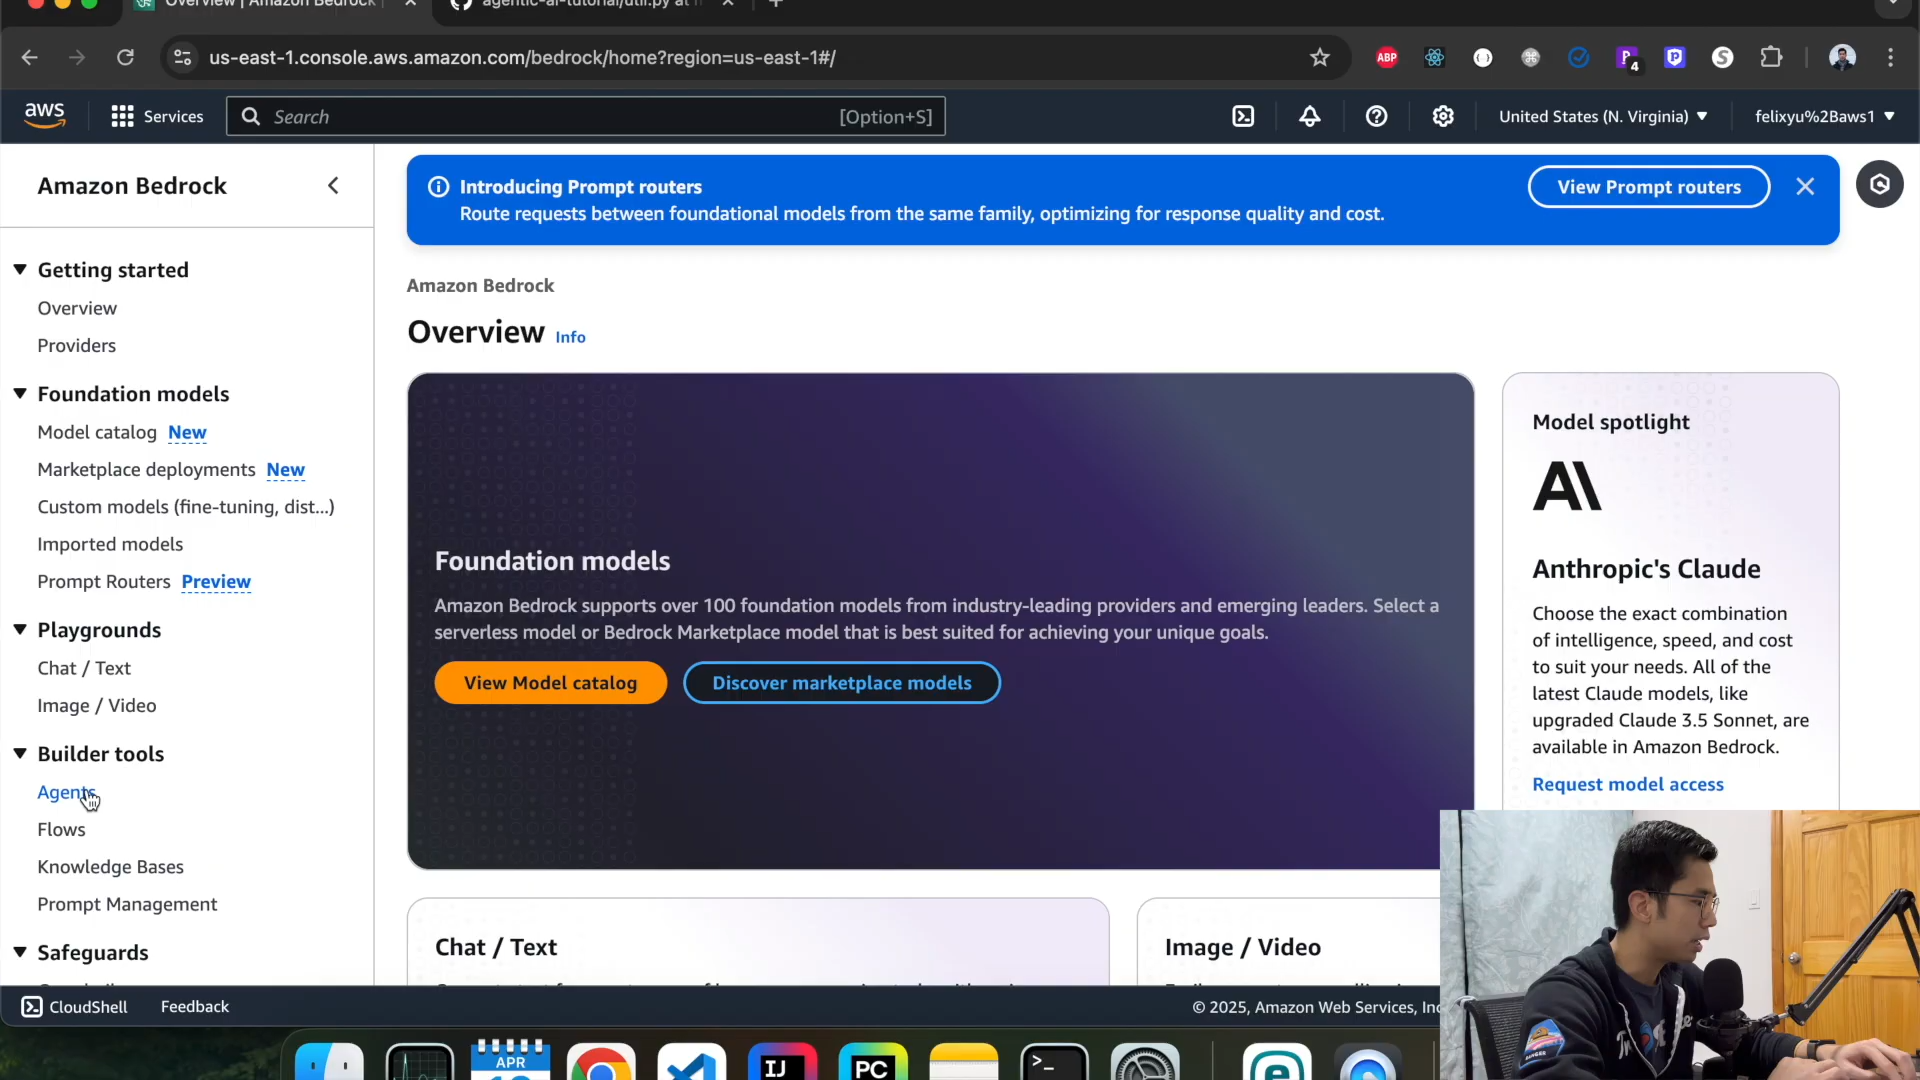 Overview | Amazon Bedrock
agentic-ai-tutorial/util.py at
us-east-1.console.aws.amazon.com/bedrock/home?region=us-east-1#/
ABP
4
aws
Services
Search
[Option+S]
United States (N. Virginia)
felixyu%2Baws1
Amazon Bedrock
Getting started
Overview
Providers
Foundation models
Model catalog New
Marketplace deployments New
Custom models (fine-tuning, dist...)
Imported models
Prompt Routers Preview
Playgrounds
Chat / Text
Image / Video
Builder tools
Agents
Flows
Knowledge Bases
Prompt Management
Safeguards
Introducing Prompt routers
Route requests between foundational models from the same family, optimizing for response quality and cost.
View Prompt routers
Amazon Bedrock
Overview Info
Foundation models
Amazon Bedrock supports over 100 foundation models from industry-leading providers and emerging leaders. Select a
serverless model or Bedrock Marketplace model that is best suited for achieving your unique goals.
View Model catalog
Discover marketplace models
Model spotlight
Anthropic's Claude
Choose the exact combination
of intelligence, speed, and cost
to suit your needs. All of the
latest Claude models, like
upgraded Claude 3.5 Sonnet, are
available in Amazon Bedrock.
Request model access
Chat / Text
Image / Video
CloudShell
Feedback
© 2025, Amazon Web Services, Inc
APR
IJ
PC